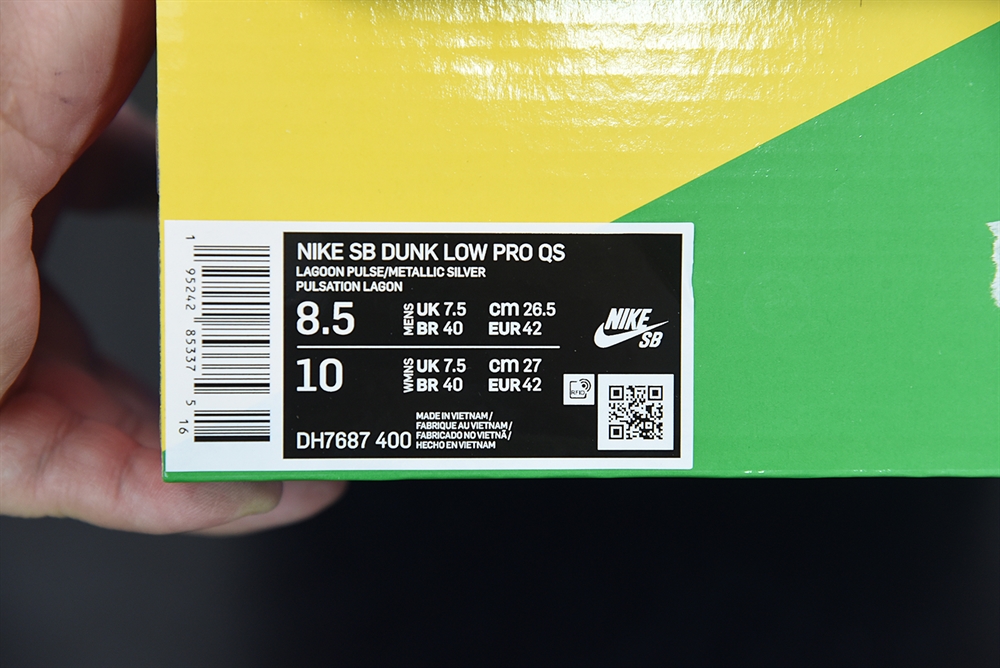 NIKE SB DUNK LOW PRO QS
LAGOON PULSE/METALLIC SILVER
PULSATION LAGON
8.5 MENS UK 7.5 cm 26.5
BR 40 EUR 42
10 WMNS UK 7.5 cm 27
BR 40 EUR 42
NIKE
SB
RFID
DH7687 400
MADE IN VIETNAM /
FABRIQUE AU VIETNAM /
FABRICADO NO VIETNÃ /
HECHO EN VIETNAM
1 95242 85337 5 16